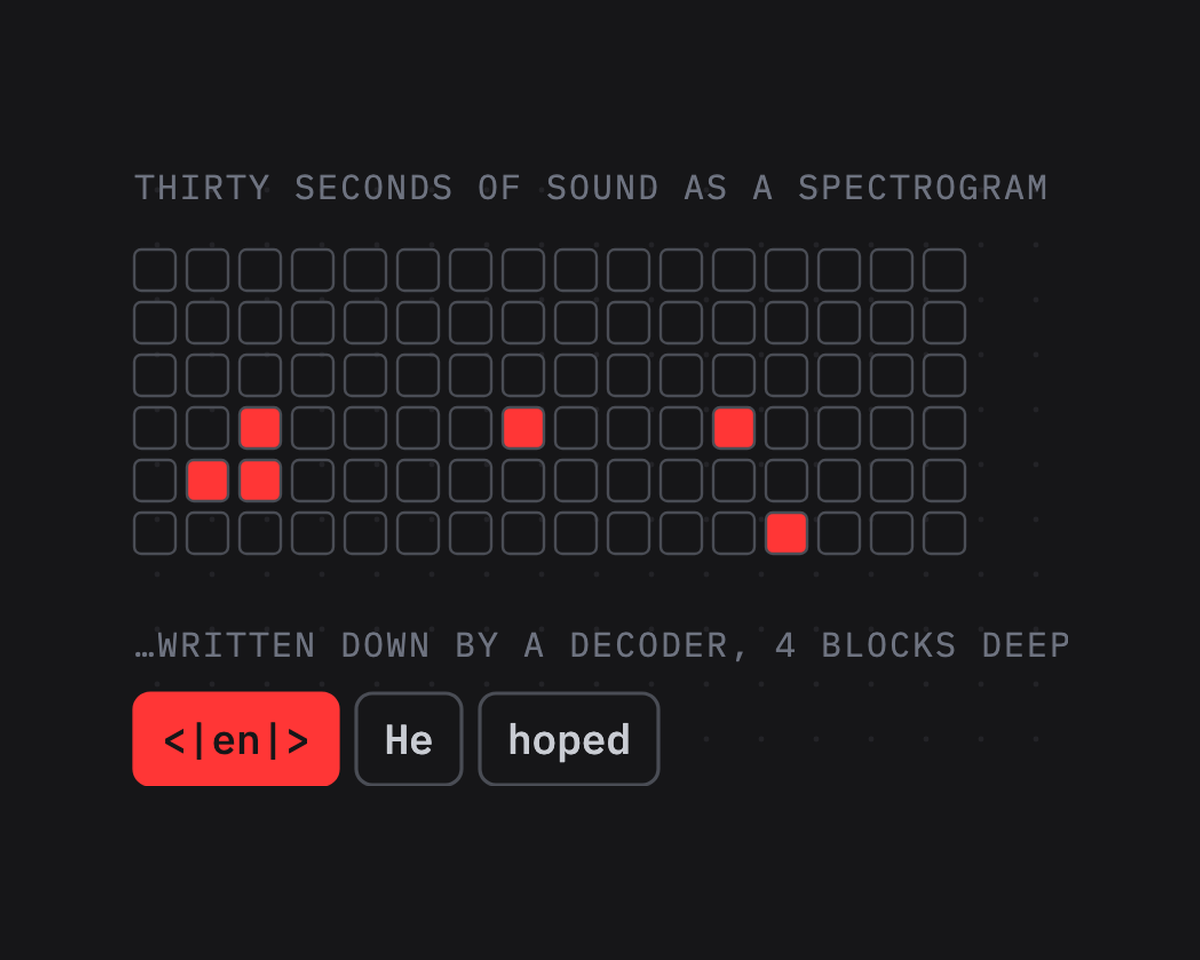 THIRTY SECONDS OF SOUND AS A SPECTROGRAM
…WRITTEN DOWN BY A DECODER, 4 BLOCKS DEEP
<|en|> He hoped